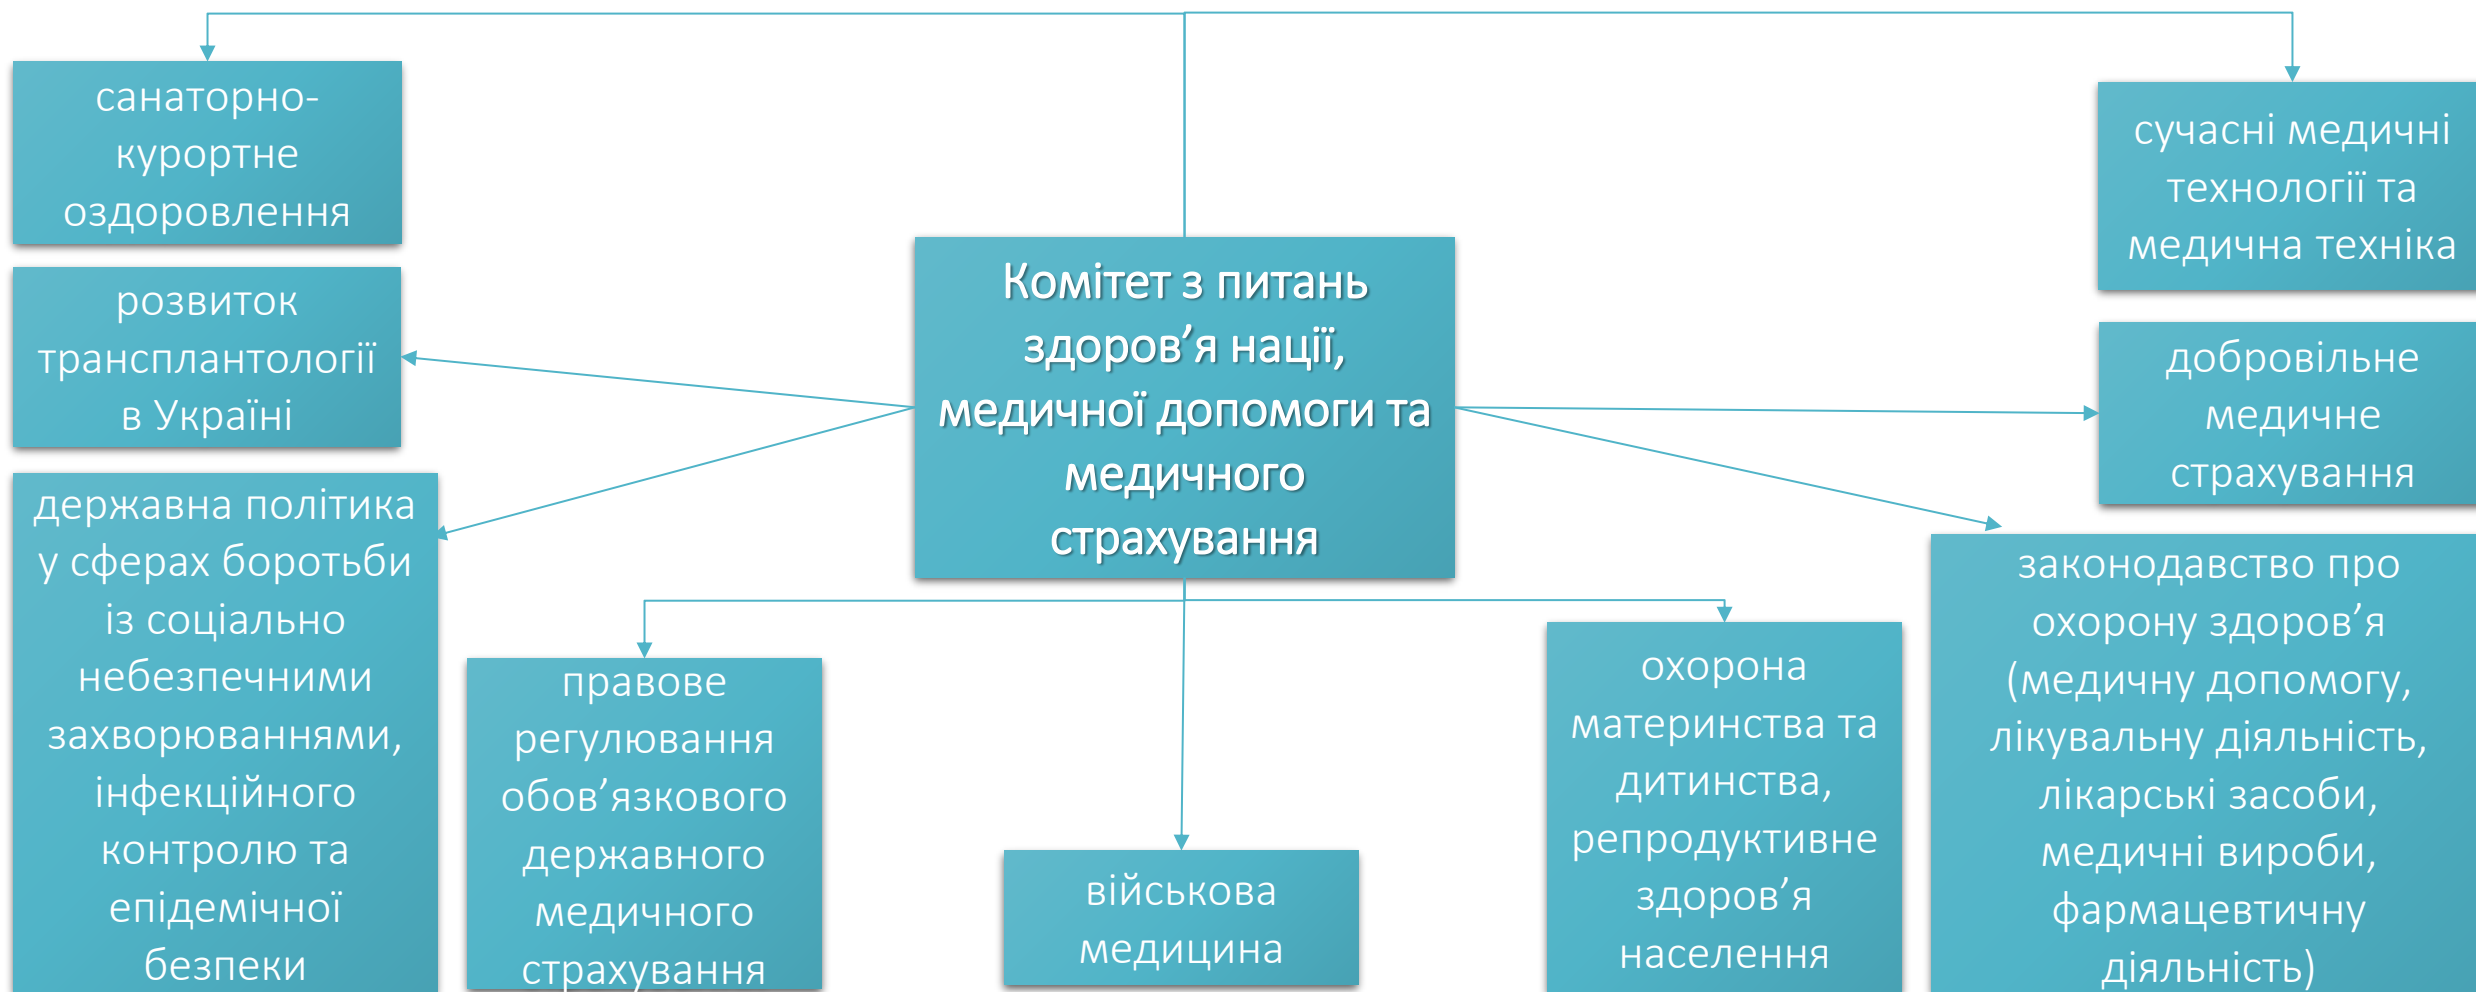 санаторно-
курортне
оздоровлення
сучасні медичні
технології та
медична техніка
розвиток
трансплантології
в Україні
Комітет з питань
здоров’я нації,
медичної допомоги та
медичного
страхування
добровільне
медичне
страхування
державна політика
у сферах боротьби
із соціально
небезпечними
захворюваннями,
інфекційного
контролю та
епідемічної
безпеки
правове
регулювання
обов’язкового
державного
медичного
страхування
військова
медицина
охорона
материнства та
дитинства,
репродуктивне
здоров’я
населення
законодавство про
охорону здоров’я
(медичну допомогу,
лікувальну діяльність,
лікарські засоби,
медичні вироби,
фармацевтичну
діяльність)